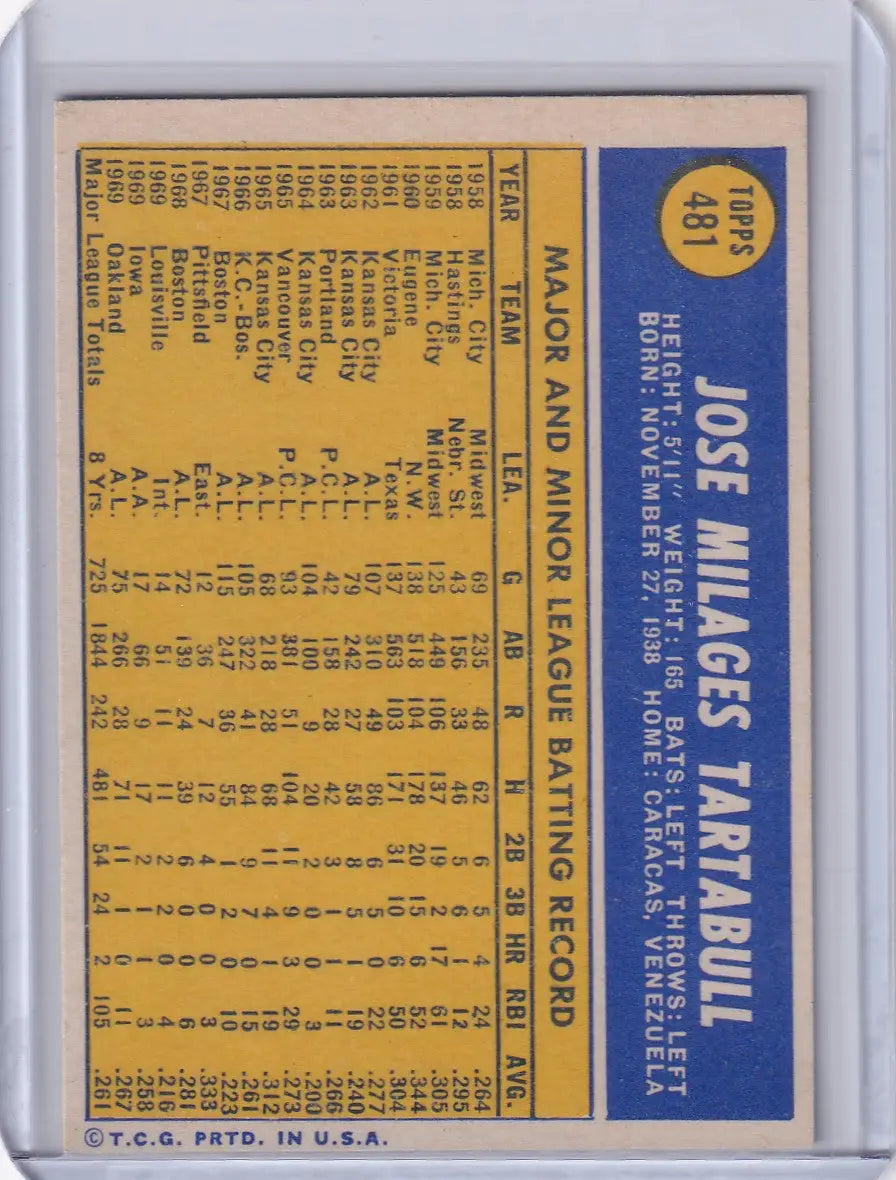 TOPPS
481
JOSE MILAGES TARTABULL
HEIGHT: 5'11" WEIGHT: 165 BATS: LEFT THROWS: LEFT
BORN: NOVEMBER 27, 1938 HOME: CARACAS, VENEZUELA
MAJOR AND MINOR LEAGUE BATTING RECORD
YEAR TEAM LEA. G AB R H 2B 3B HR RBI AVG.
1958 Mich. City Midwest 69 235 48 62 6 5 4 24 .264
1958 Hastings Nebr. St. 43 156 33 46 5 6 1 12 .295
1959 Mich. City Midwest 125 449 106 137 19 2 17 61 .305
1960 Eugene N.W. 138 518 104 178 20 15 6 52 .344
1961 Victoria Texas 137 563 103 171 31 10 6 50 .304
1962 Kansas City A.L. 107 310 49 86 6 5 0 22 .277
1963 Kansas City A.L. 79 242 27 58 8 5 1 19 .240
1963 Portland P.C.L. 42 158 28 42 3 1 1 11 .266
1964 Kansas City A.L. 104 100 9 20 2 0 0 3 .200
1965 Vancouver P.C.L. 93 381 51 104 11 9 3 29 .273
1965 Kansas City A.L. 68 218 28 68 11 4 1 19 .312
1966 K.C.-Bos. A.L. 105 322 41 84 9 7 0 15 .261
1967 Boston A.L. 115 247 36 55 1 2 0 10 .223
1967 Pittsfield East. 12 36 7 12 4 0 0 3 .333
1968 Boston A.L. 72 139 24 39 6 0 0 6 .281
1969 Louisville Int. 14 51 11 11 2 2 0 4 .216
1969 Iowa A.A. 17 66 9 17 2 1 1 3 .258
1969 Oakland A.L. 75 266 28 71 11 1 0 11 .267
Major League Totals 8 Yrs. 725 1844 242 481 54 24 2 105 .261
© T.C.G. PRTD. IN U.S.A.